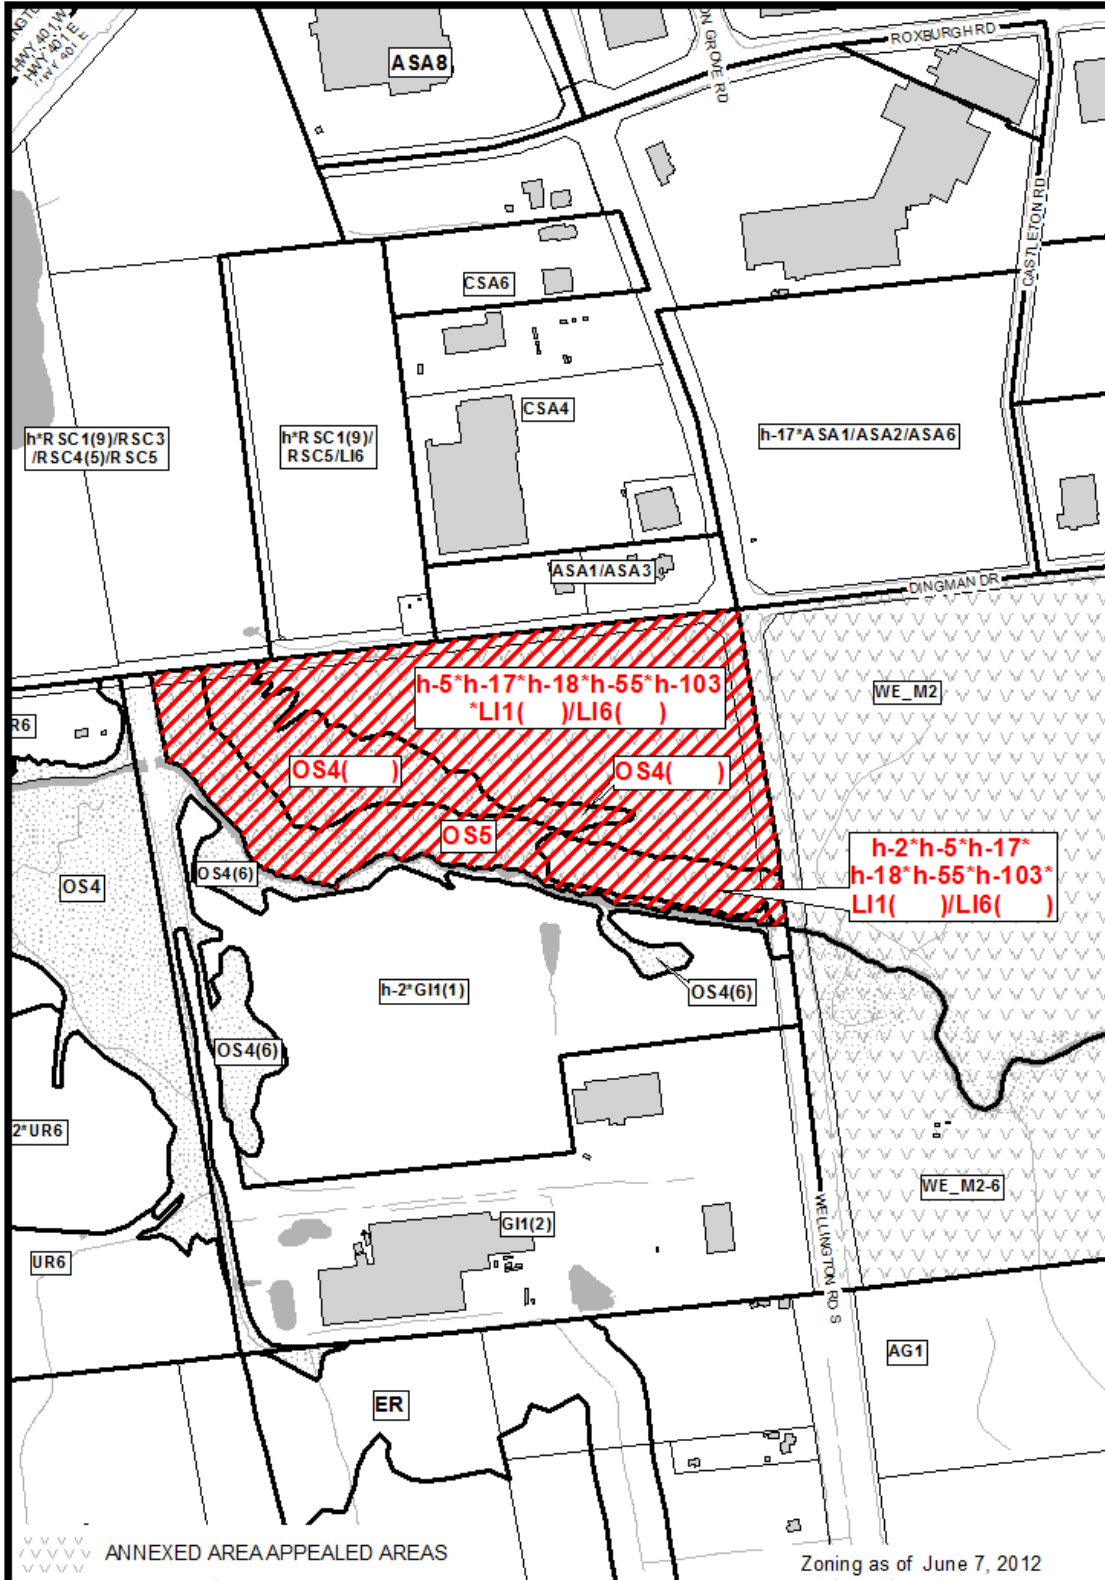 HWY 401 W
HWY 401 E
ASA8
ROXBURGH RD
ON GROVE RD
CASTLETON RD
CSA6
CSA4
h*RSC1(9)/RSC3
/RSC4(5)/RSC5
h*RSC1(9)/
RSC5/LI6
h-17*ASA1/ASA2/ASA6
ASA1/ASA3
DINGMAN DR
h-5*h-17*h-18*h-55*h-103
*LI1( )/LI6( )
WE_M2
R6
OS4( )
OS4( )
OS5
h-2*h-5*h-17*
h-18*h-55*h-103*
LI1( )/LI6( )
OS4
OS4(6)
h-2*GI1(1)
OS4(6)
OS4(6)
2*UR6
WE_M2-6
GI1(2)
UR6
WELLINGTON RD S
AG1
ER
ANNEXED AREA APPEALED AREAS
Zoning as of June 7, 2012